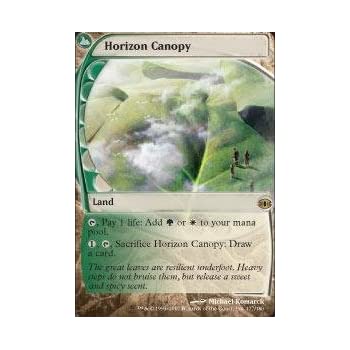 Horizon Canopy
Land
, Pay 1 life: Add or to your mana
pool.
1, , Sacrifice Horizon Canopy: Draw
a card.
The great leaves are resilient underfoot. Heavy
steps do not bruise them, but release a sweet
and spicy scent.
Michael Komarck
177/180